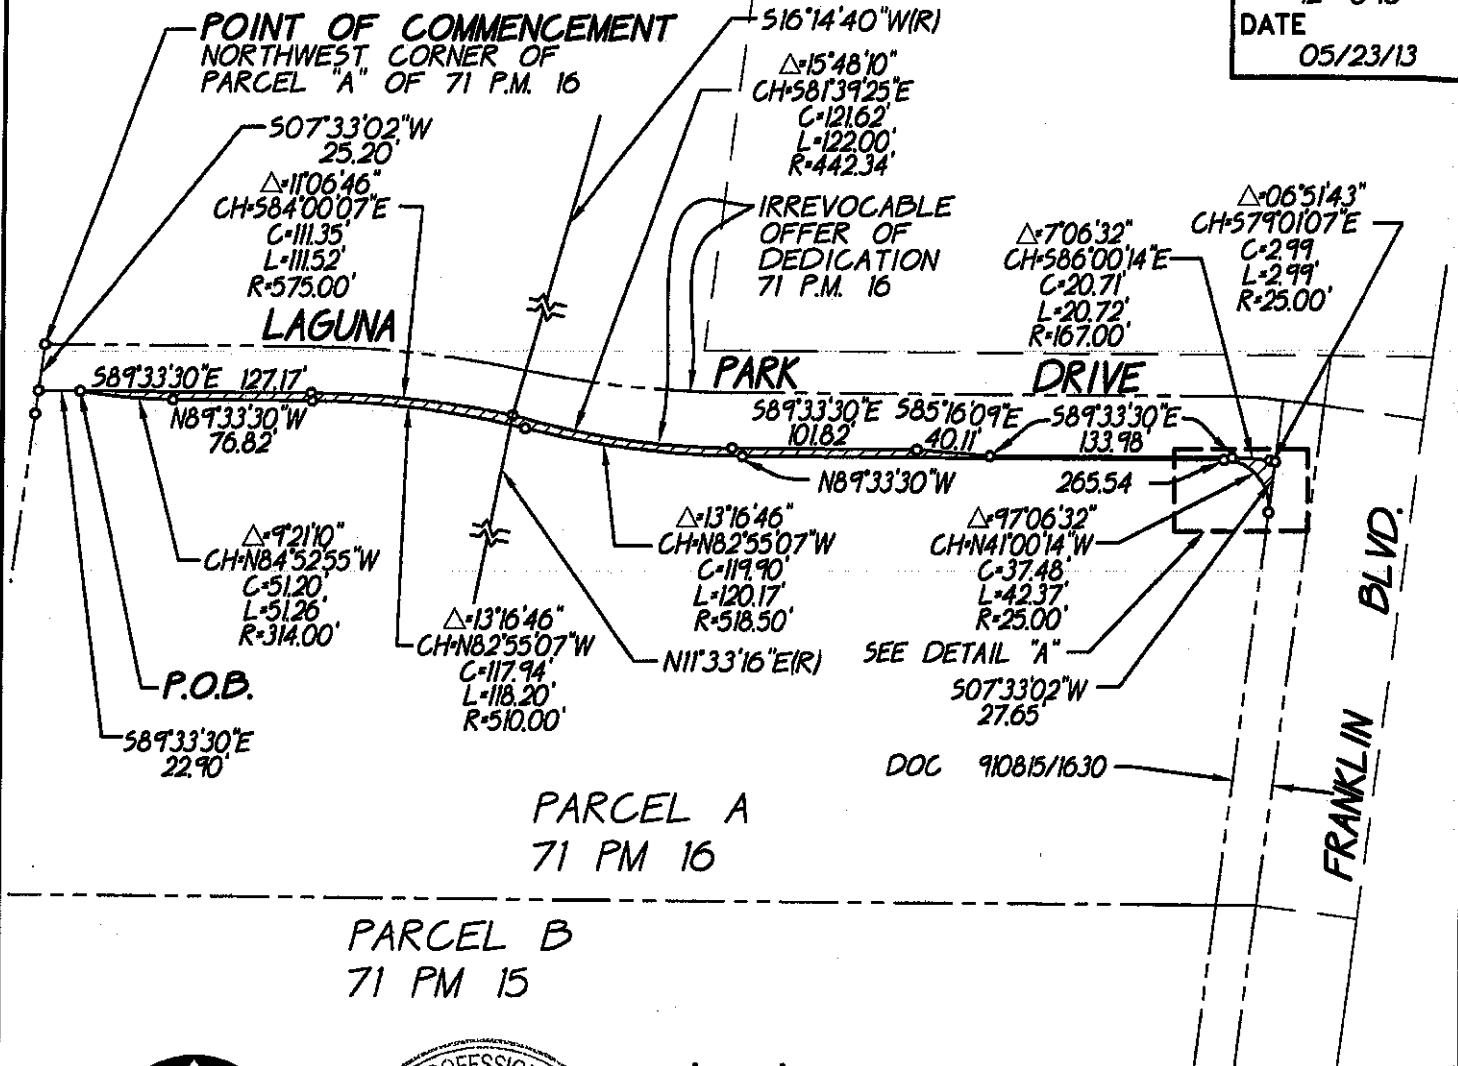 POINT OF COMMENCEMENT
NORTHWEST CORNER OF
PARCEL "A" OF 71 P.M. 16
S16°14'40"W(R)
DATE
05/23/13
S07°33'02"W
25.20'
△=11°06'46"
CH=S84°00'07"E
C=111.35'
L=111.52'
R=575.00'
△=15°48'10"
CH=S81°39'25"E
C=121.62'
L=122.00'
R=442.34'
IRREVOCABLE
OFFER OF
DEDICATION
71 P.M. 16
△=7°06'32"
CH=S86°00'14"E
C=20.71'
L=20.72'
R=167.00'
△=06°51'43"
CH=S79°01'07"E
C=2.99'
L=2.99'
R=25.00'
LAGUNA
PARK
DRIVE
S89°33'30"E 127.17'
N89°33'30"W
76.82'
S89°33'30"E
101.82'
S85°16'09"E
40.11'
S89°33'30"E
133.98'
N89°33'30"W
265.54
△=9°21'10"
CH=N84°52'55"W
C=51.20'
L=51.26'
R=314.00'
△=13°16'46"
CH=N82°55'07"W
C=117.94'
L=118.20'
R=510.00'
△=13°16'46"
CH=N82°55'07"W
C=119.90'
L=120.17'
R=518.50'
△=97°06'32"
CH=N41°00'14"W
C=37.48'
L=42.37'
R=25.00'
N11°33'16"E(R)
SEE DETAIL "A"
S07°33'02"W
27.65'
P.O.B.
S89°33'30"E
22.90'
DOC 910815/1630
FRANKLIN BLVD.
PARCEL A
71 PM 16
PARCEL B
71 PM 15